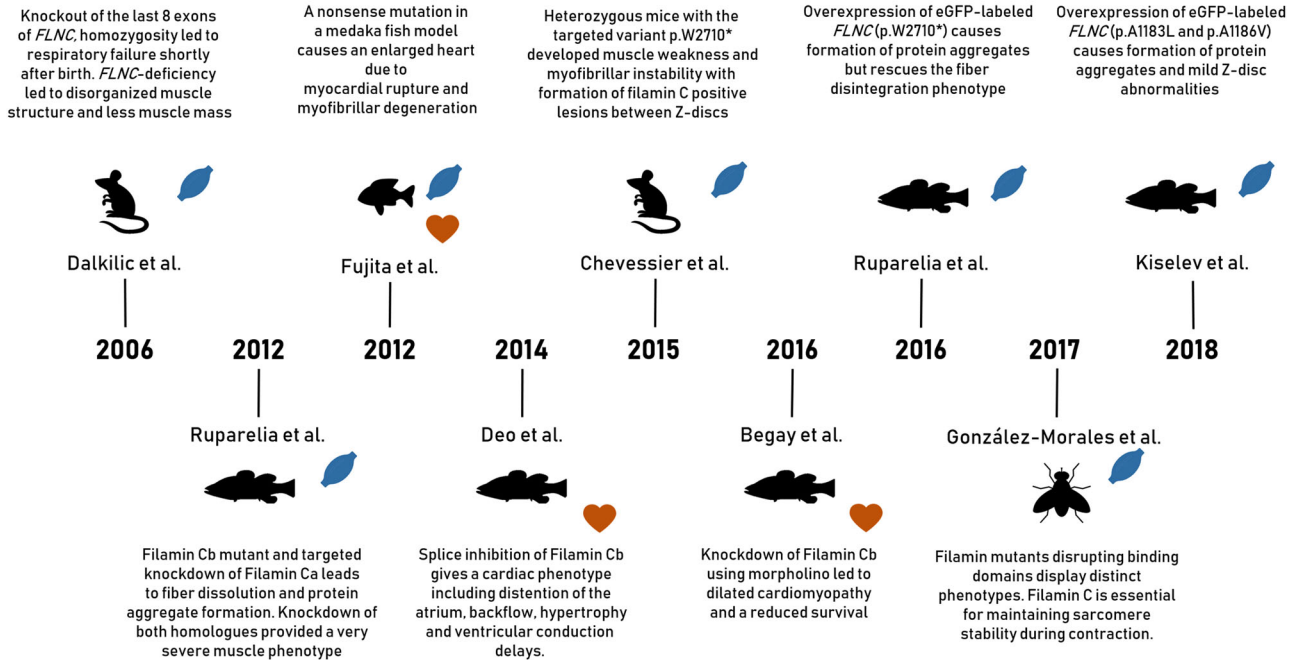 Knockout of the last 8 exons
of FLNC, homozygosity led to
respiratory failure shortly
after birth. FLNC-deficiency
led to disorganized muscle
structure and less muscle mass
A nonsense mutation in
a medaka fish model
causes an enlarged heart
due to
myocardial rupture and
myofibrillar degeneration
Heterozygous mice with the
targeted variant p.W2710*
developed muscle weakness and
myofibrillar instability with
formation of filamin C positive
lesions between Z-discs
Overexpression of eGFP-labeled
FLNC (p.W2710*) causes
formation of protein aggregates
but rescues the fiber
disintegration phenotype
Overexpression of eGFP-labeled
FLNC (p.A1183L and p.A1186V)
causes formation of protein
aggregates and mild Z-disc
abnormalities
Dalkilic et al.
Fujita et al.
Chevessier et al.
Ruparelia et al.
Kiselev et al.
2006
2012
2012
2014
2015
2016
2016
2017
2018
Ruparelia et al.
Deo et al.
Begay et al.
González-Morales et al.
Filamin Cb mutant and targeted
knockdown of Filamin Ca leads
to fiber dissolution and protein
aggregate formation. Knockdown of
both homologues provided a very
severe muscle phenotype
Splice inhibition of Filamin Cb
gives a cardiac phenotype
including distention of the
atrium, backflow, hypertrophy
and ventricular conduction
delays.
Knockdown of Filamin Cb
using morpholino led to
dilated cardiomyopathy
and a reduced survival
Filamin mutants disrupting binding
domains display distinct
phenotypes. Filamin C is essential
for maintaining sarcomere
stability during contraction.